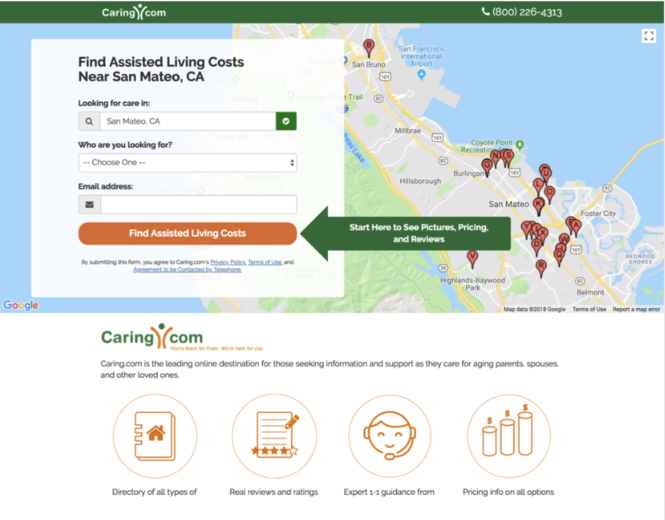 Caring.com
(800) 226-4313
Find Assisted Living Costs
Near San Mateo, CA
Looking for care in:
San Mateo, CA
Who are you looking for?
-- Choose One --
Email address:
Find Assisted Living Costs
By submitting this form, you agree to Caring.com's Privacy Policy, Terms of Use, and
Agreement to be Contacted by Telephone.
Start Here to See Pictures, Pricing,
and Reviews
San Francisco
International
Airport
B
San Bruno
82
Millbrae
Coyote Point
Recreation
Burlingame
Hillsborough
San Mateo
Foster City
REDWOOD
SHORES
Highlands-Baywood
Park
Belmont
V
Google
Map data ©2018 Google
Terms of Use
Report a map error
Caring.com
You're there for them. We're here for you.
Caring.com is the leading online destination for those seeking information and support as they care for aging parents, spouses,
and other loved ones.
$ $ $
Directory of all types of
Real reviews and ratings
Expert 1-1 guidance from
Pricing info on all options